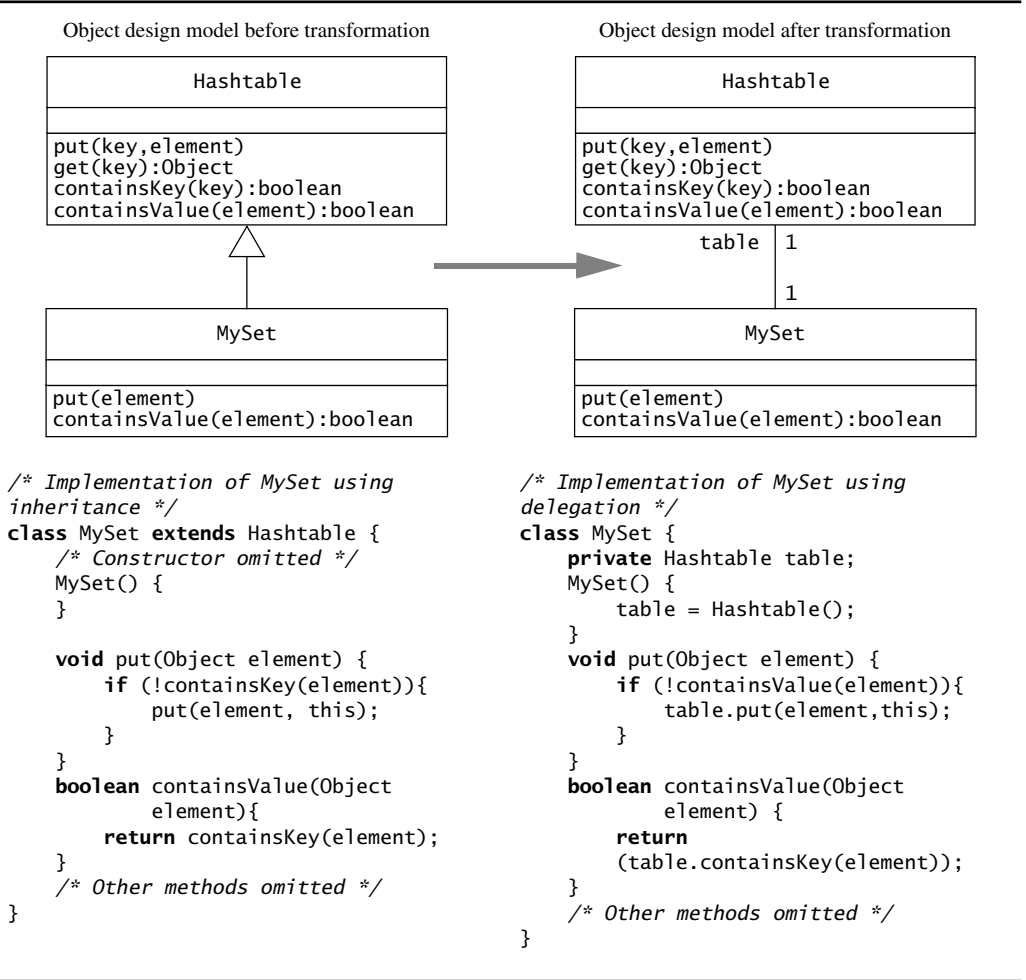 Object design model before transformation
Hashtable
put(key,element)
get(key):Object
containsKey(key):boolean
containsValue(element):boolean
MySet
put(element)
containsValue(element):boolean
Object design model after transformation
Hashtable
put(key,element)
get(key):Object
containsKey(key):boolean
containsValue(element):boolean
table 1
1
MySet
put(element)
containsValue(element):boolean
/* Implementation of MySet using
inheritance */
class MySet extends Hashtable {
/* Constructor omitted */
MySet() {
}
void put(Object element) {
if (!containsKey(element)){
put(element, this);
}
}
boolean containsValue(Object
element){
return containsKey(element);
}
/* Other methods omitted */
}
/* Implementation of MySet using
delegation */
class MySet {
private Hashtable table;
MySet() {
table = Hashtable();
}
void put(Object element) {
if (!containsValue(element)){
table.put(element,this);
}
}
boolean containsValue(Object
element) {
return
(table.containsKey(element));
}
/* Other methods omitted */
}